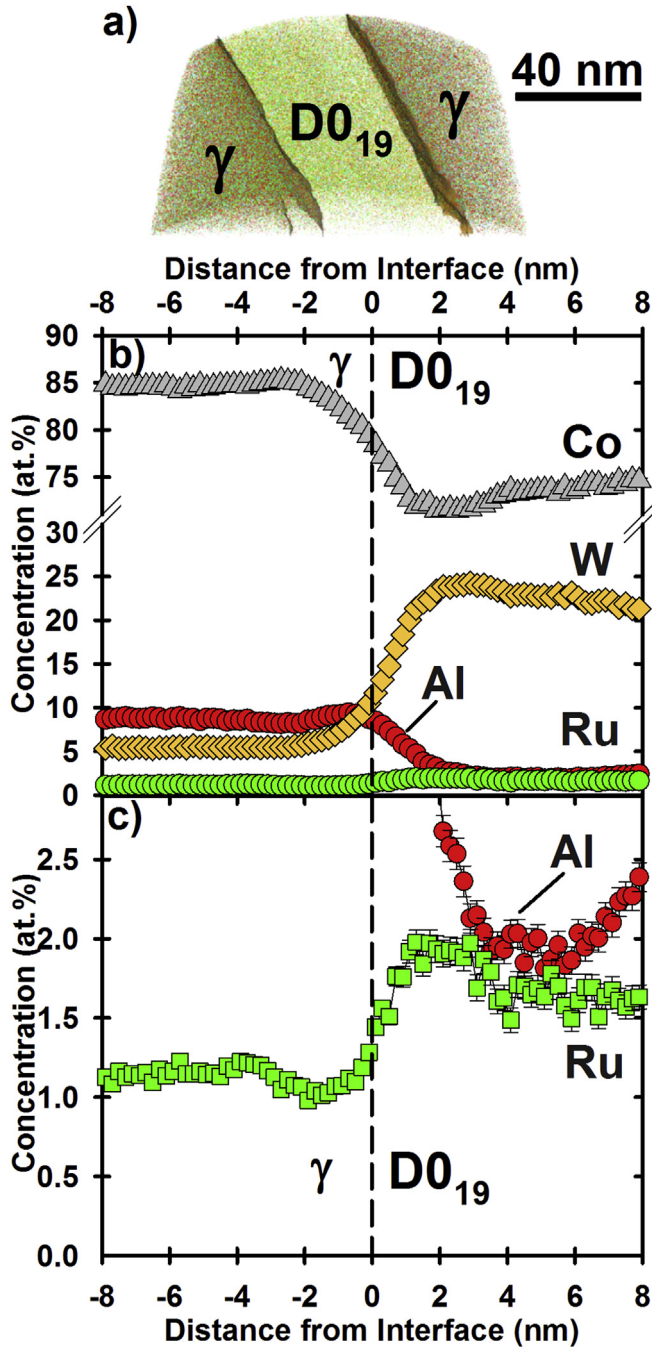 a)
40 nm
γ
D0₁₉
γ
Distance from Interface (nm)
-8 -6 -4 -2 0 2 4 6 8
b)
γ
D0₁₉
Concentration (at.%)
90
85
80
75
30
25
20
15
10
5
0
Co
W
Al
Ru
c)
Concentration (at.%)
2.5
2.0
1.5
1.0
0.5
0.0
Al
Ru
γ
D0₁₉
-8 -6 -4 -2 0 2 4 6 8
Distance from Interface (nm)